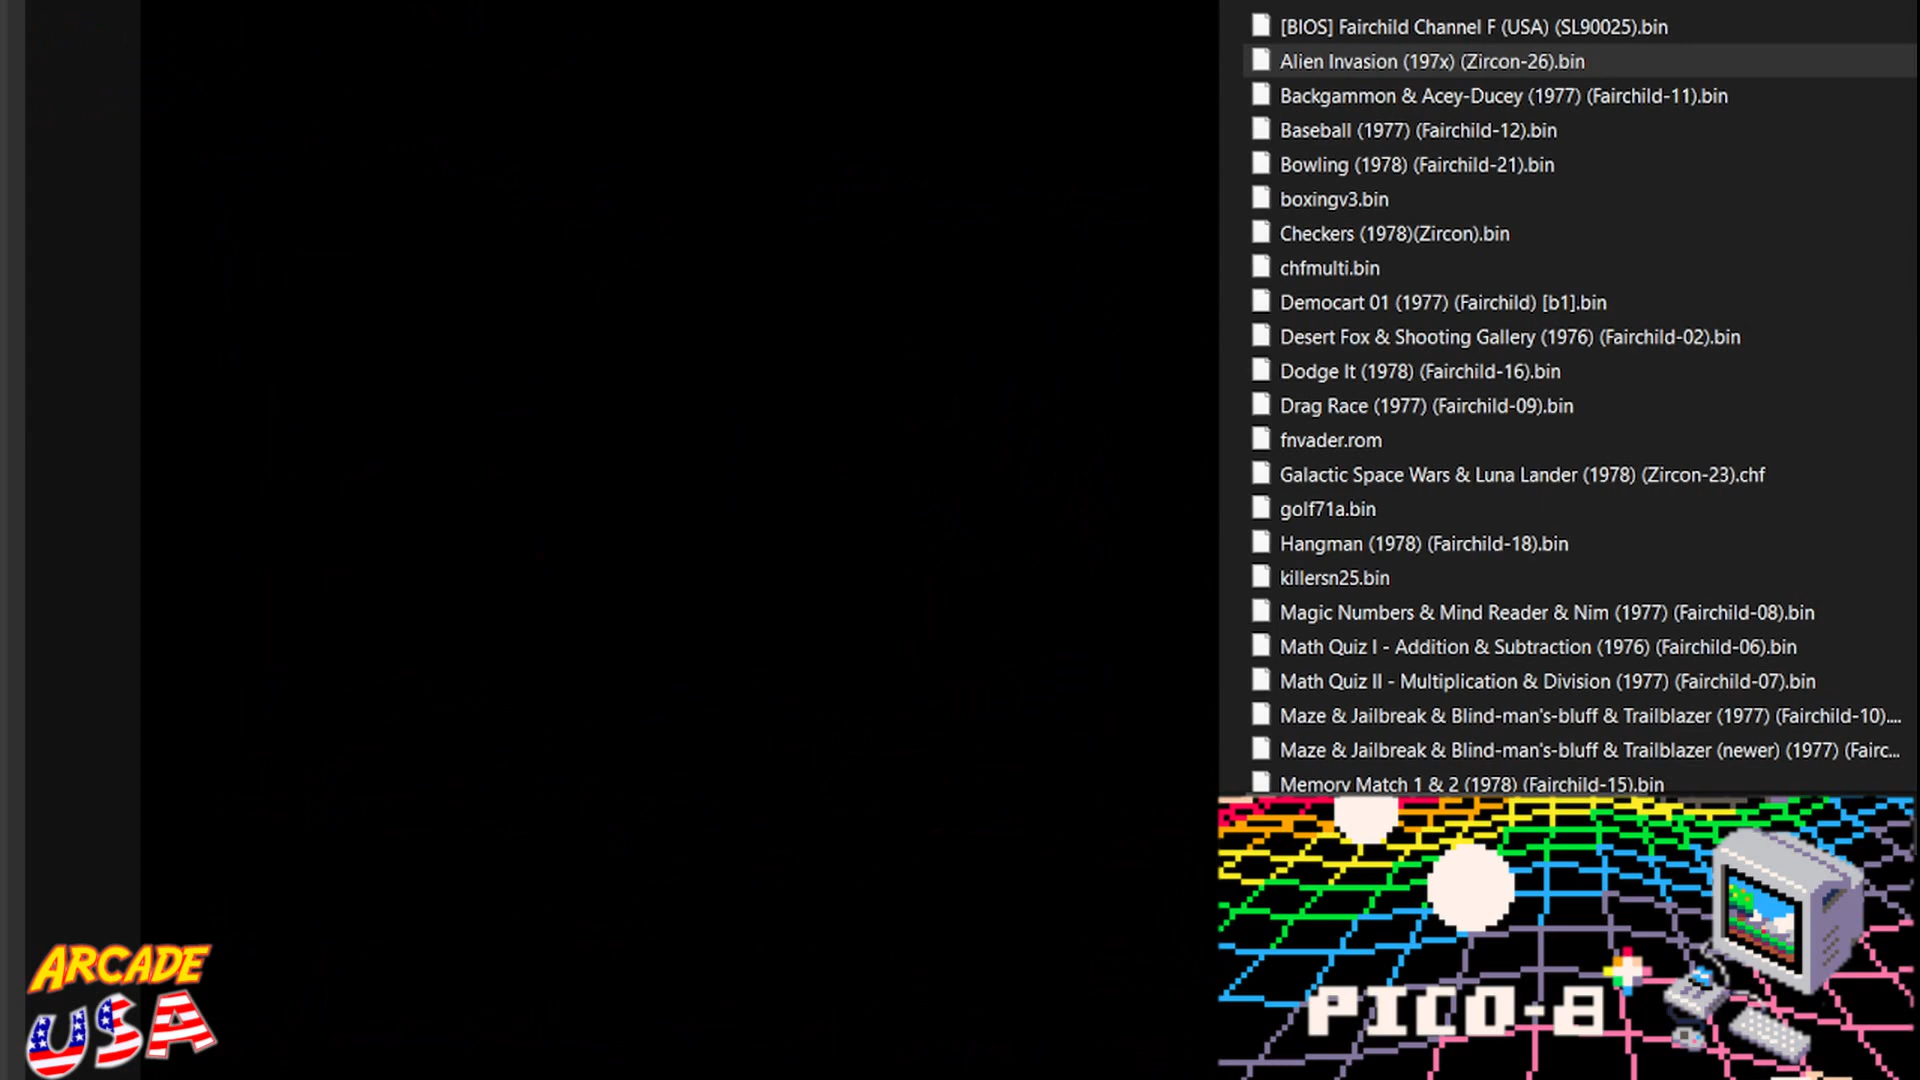 [BIOS] Fairchild Channel F (USA) (SL90025).bin
Alien Invasion (197x) (Zircon-26).bin
Backgammon & Acey-Ducey (1977) (Fairchild-11).bin
Baseball (1977) (Fairchild-12).bin
Bowling (1978) (Fairchild-21).bin
boxingv3.bin
Checkers (1978)(Zircon).bin
chfmulti.bin
Democart 01 (1977) (Fairchild) [b1].bin
Desert Fox & Shooting Gallery (1976) (Fairchild-02).bin
Dodge It (1978) (Fairchild-16).bin
Drag Race (1977) (Fairchild-09).bin
fnvader.rom
Galactic Space Wars & Luna Lander (1978) (Zircon-23).chf
golf71a.bin
Hangman (1978) (Fairchild-18).bin
killersn25.bin
Magic Numbers & Mind Reader & Nim (1977) (Fairchild-08).bin
Math Quiz I - Addition & Subtraction (1976) (Fairchild-06).bin
Math Quiz II - Multiplication & Division (1977) (Fairchild-07).bin
Maze & Jailbreak & Blind-man's-bluff & Trailblazer (1977) (Fairchild-10)....
Maze & Jailbreak & Blind-man's-bluff & Trailblazer (newer) (1977) (Fairc...
Memory Match 1 & 2 (1978) (Fairchild-15).bin
ARCADE
USA
PICO-8